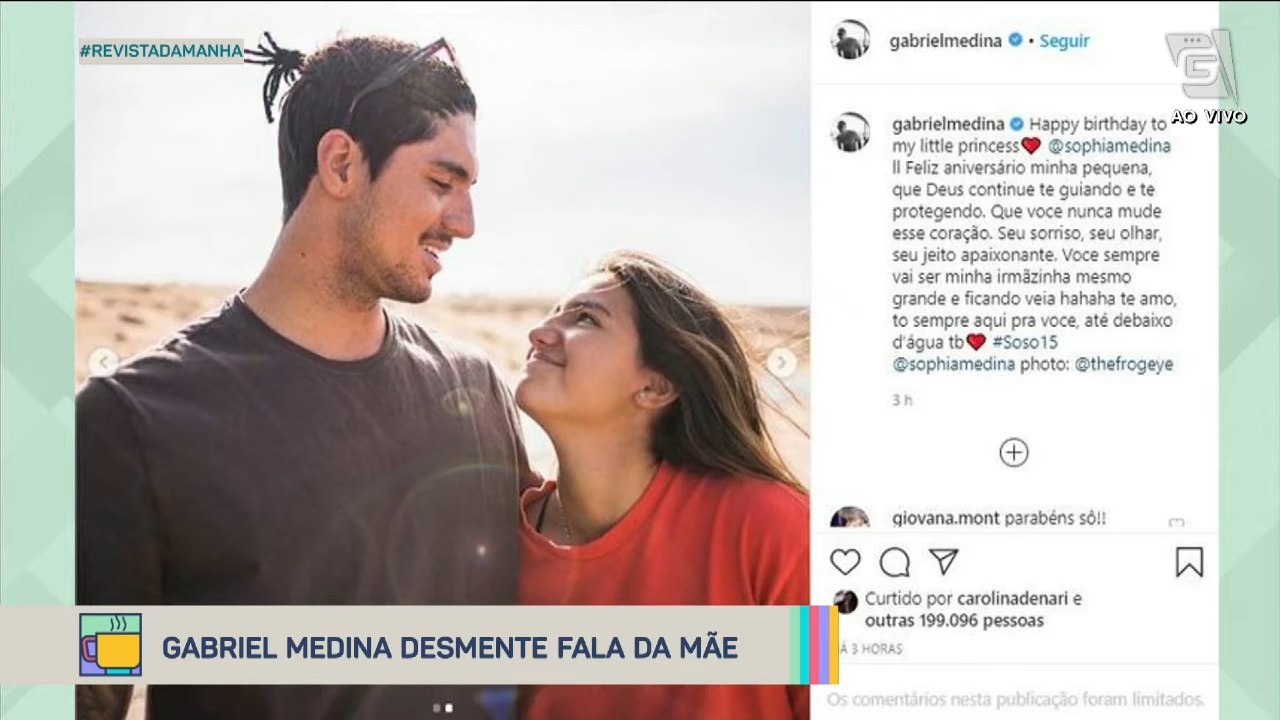 #REVISTADAMANHA
gabrielmedina • Seguir
AO VIVO
gabrielmedina Happy birthday to
my little princess❤ @sophiamedina
ll Feliz aniversário minha pequena,
que Deus continue te guiando e te
protegendo. Que voce nunca mude
esse coração. Seu sorriso, seu olhar,
seu jeito apaixonante. Voce sempre
vai ser minha irmãzinha mesmo
grande e ficando veia hahaha te amo,
to sempre aqui pra voce, até debaixo
d'água tb❤ #Soso15
@sophiamedina photo: @thefrogeye
3 h
giovana.mont parabéns sô!!
Curtido por carolinadenari e
outras 199.096 pessoas
Á 3 HORAS
Os comentários nesta publicação foram limitados.
GABRIEL MEDINA DESMENTE FALA DA MÃE